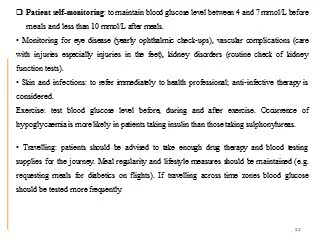 ❑ Patient self-monitoring: to maintain blood glucose level between 4 and 7 mmol/L before
meals and less than 10 mmol/L after meals.
• Monitoring for eye disease (yearly ophthalmic check-ups), vascular complications (care
with injuries especially injuries in the feet), kidney disorders (routine check of kidney
function tests).
• Skin and infections: to refer immediately to health professional; anti-infective therapy is
considered.
Exercise: test blood glucose level before, during and after exercise. Occurrence of
hypoglycaemia is more likely in patients taking insulin than those taking sulphonylureas.
• Travelling: patients should be advised to take enough drug therapy and blood testing
supplies for the journey. Meal regularity and lifestyle measures should be maintained (e.g.
requesting meals for diabetics on flights). If travelling across time zones blood glucose
should be tested more frequently.